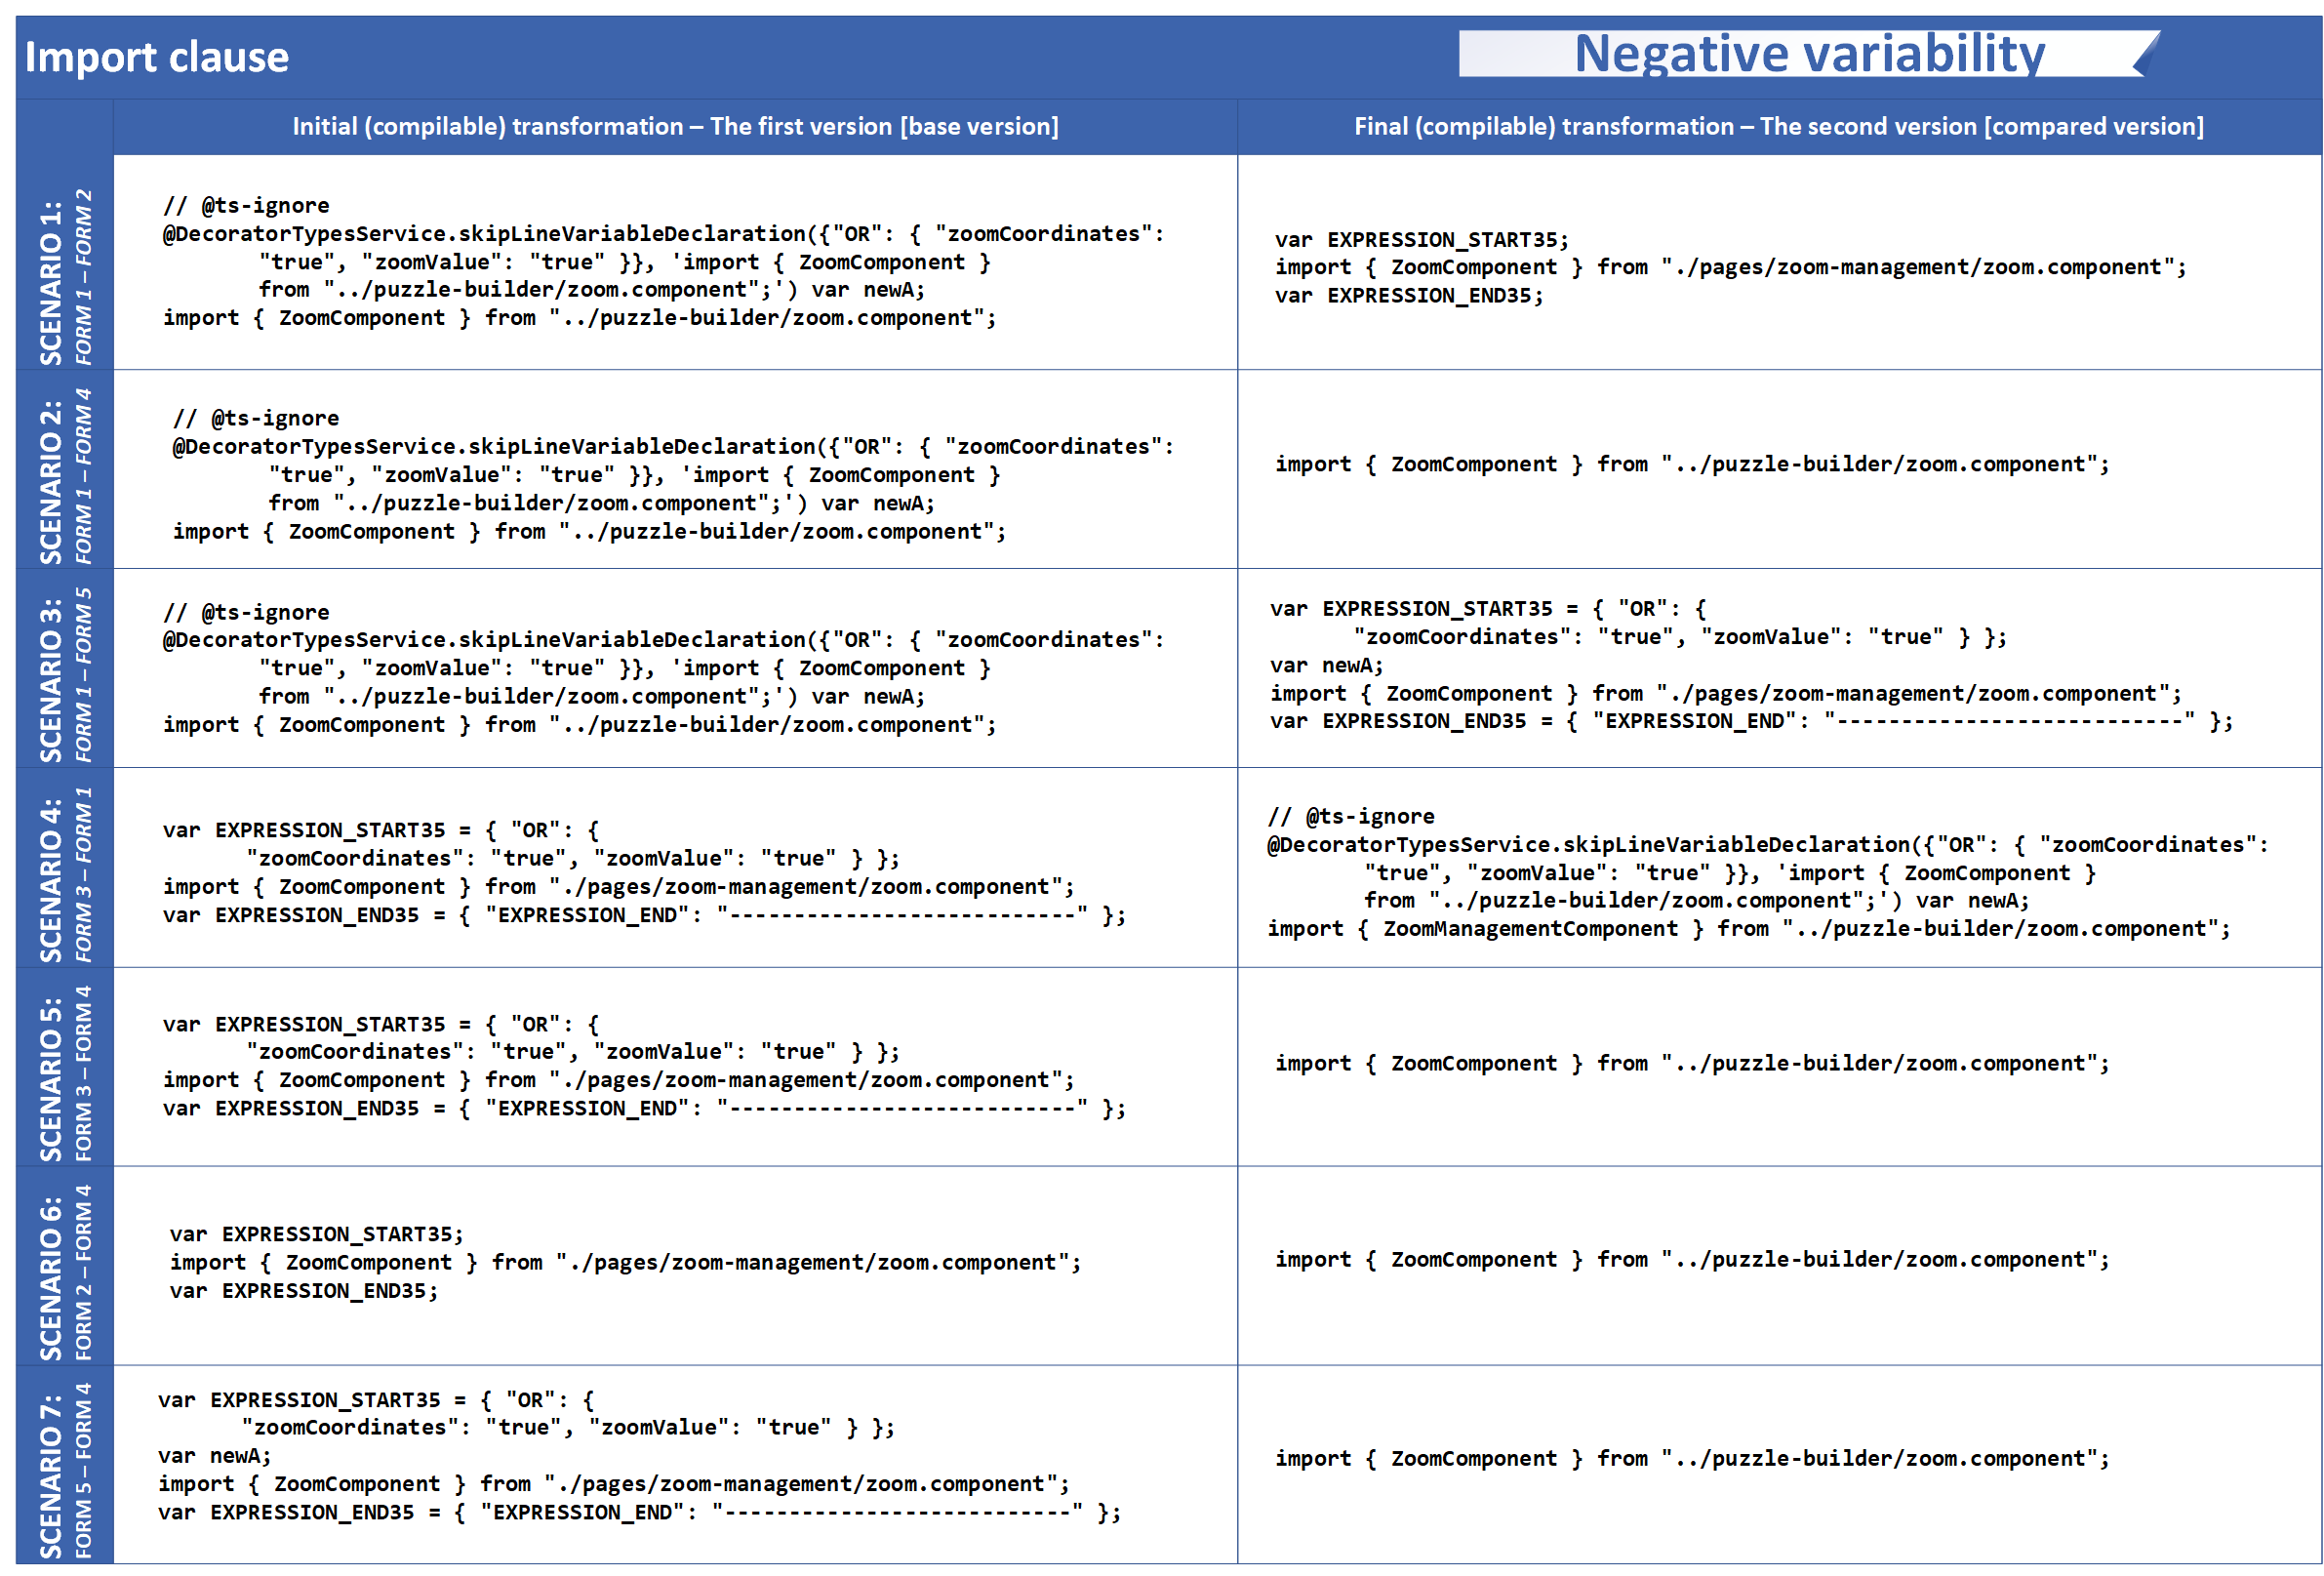 Import clause
Negative variability
Initial (compilable) transformation – The first version [base version]
Final (compilable) transformation – The second version [compared version]
SCENARIO 1:
FORM 1 – FORM 2
// @ts-ignore
@DecoratorTypesService.skipLineVariableDeclaration({"OR": { "zoomCoordinates":
"true", "zoomValue": "true" }}, 'import { ZoomComponent }
from "../puzzle-builder/zoom.component";') var newA;
import { ZoomComponent } from "../puzzle-builder/zoom.component";
var EXPRESSION_START35;
import { ZoomComponent } from "./pages/zoom-management/zoom.component";
var EXPRESSION_END35;
SCENARIO 2:
FORM 1 – FORM 4
// @ts-ignore
@DecoratorTypesService.skipLineVariableDeclaration({"OR": { "zoomCoordinates":
"true", "zoomValue": "true" }}, 'import { ZoomComponent }
from "../puzzle-builder/zoom.component";') var newA;
import { ZoomComponent } from "../puzzle-builder/zoom.component";
import { ZoomComponent } from "../puzzle-builder/zoom.component";
SCENARIO 3:
FORM 1 – FORM 5
// @ts-ignore
@DecoratorTypesService.skipLineVariableDeclaration({"OR": { "zoomCoordinates":
"true", "zoomValue": "true" }}, 'import { ZoomComponent }
from "../puzzle-builder/zoom.component";') var newA;
import { ZoomComponent } from "../puzzle-builder/zoom.component";
var EXPRESSION_START35 = { "OR": {
"zoomCoordinates": "true", "zoomValue": "true" } };
var newA;
import { ZoomComponent } from "./pages/zoom-management/zoom.component";
var EXPRESSION_END35 = { "EXPRESSION_END": "---------------------------" };
SCENARIO 4:
FORM 3 – FORM 1
var EXPRESSION_START35 = { "OR": {
"zoomCoordinates": "true", "zoomValue": "true" } };
import { ZoomComponent } from "./pages/zoom-management/zoom.component";
var EXPRESSION_END35 = { "EXPRESSION_END": "---------------------------" };
// @ts-ignore
@DecoratorTypesService.skipLineVariableDeclaration({"OR": { "zoomCoordinates":
"true", "zoomValue": "true" }}, 'import { ZoomComponent }
from "../puzzle-builder/zoom.component";') var newA;
import { ZoomManagementComponent } from "../puzzle-builder/zoom.component";
SCENARIO 5:
FORM 3 – FORM 4
var EXPRESSION_START35 = { "OR": {
"zoomCoordinates": "true", "zoomValue": "true" } };
import { ZoomComponent } from "./pages/zoom-management/zoom.component";
var EXPRESSION_END35 = { "EXPRESSION_END": "---------------------------" };
import { ZoomComponent } from "../puzzle-builder/zoom.component";
SCENARIO 6:
FORM 2 – FORM 4
var EXPRESSION_START35;
import { ZoomComponent } from "./pages/zoom-management/zoom.component";
var EXPRESSION_END35;
import { ZoomComponent } from "../puzzle-builder/zoom.component";
SCENARIO 7:
FORM 5 – FORM 4
var EXPRESSION_START35 = { "OR": {
"zoomCoordinates": "true", "zoomValue": "true" } };
var newA;
import { ZoomComponent } from "./pages/zoom-management/zoom.component";
var EXPRESSION_END35 = { "EXPRESSION_END": "---------------------------" };
import { ZoomComponent } from "../puzzle-builder/zoom.component";